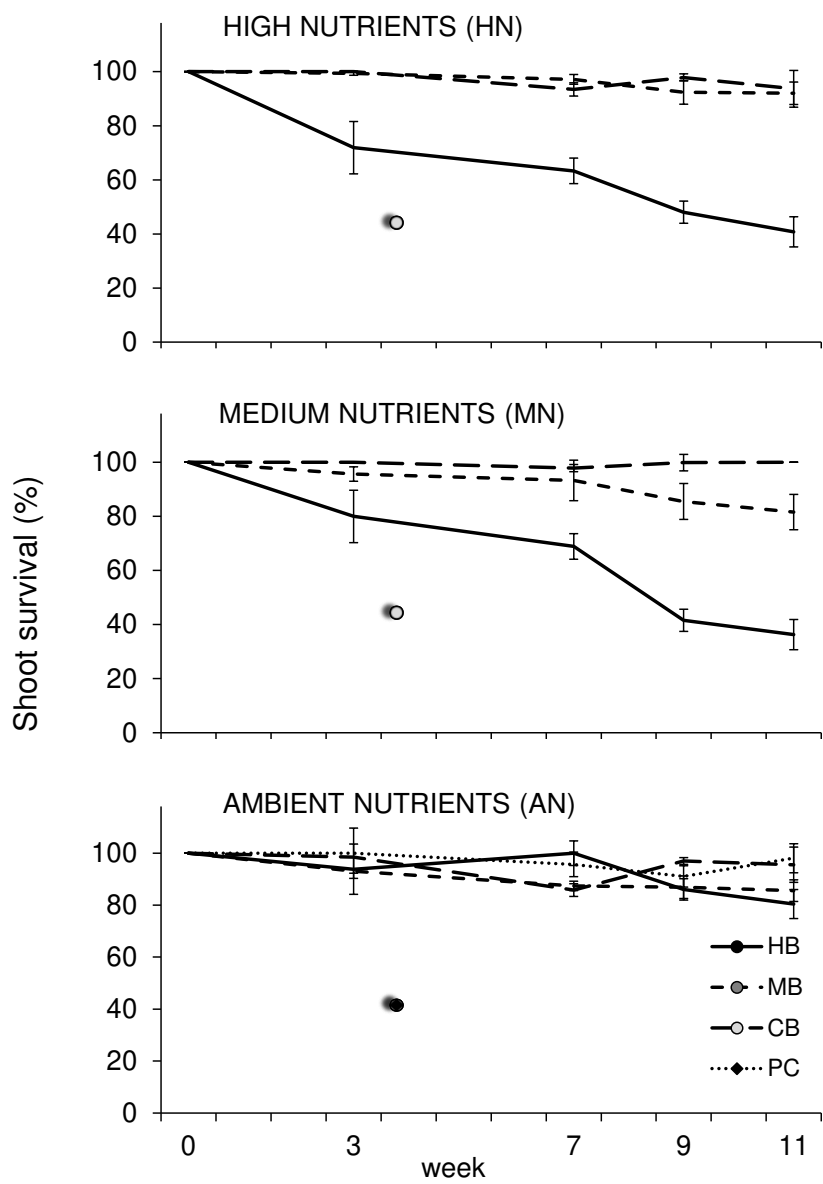 HIGH NUTRIENTS (HN)
100
80
60
40
20
0
MEDIUM NUTRIENTS (MN)
100
80
60
40
20
0
Shoot survival (%)
AMBIENT NUTRIENTS (AN)
100
80
60
40
20
0
HB
MB
CB
PC
0 3 7 9 11
week